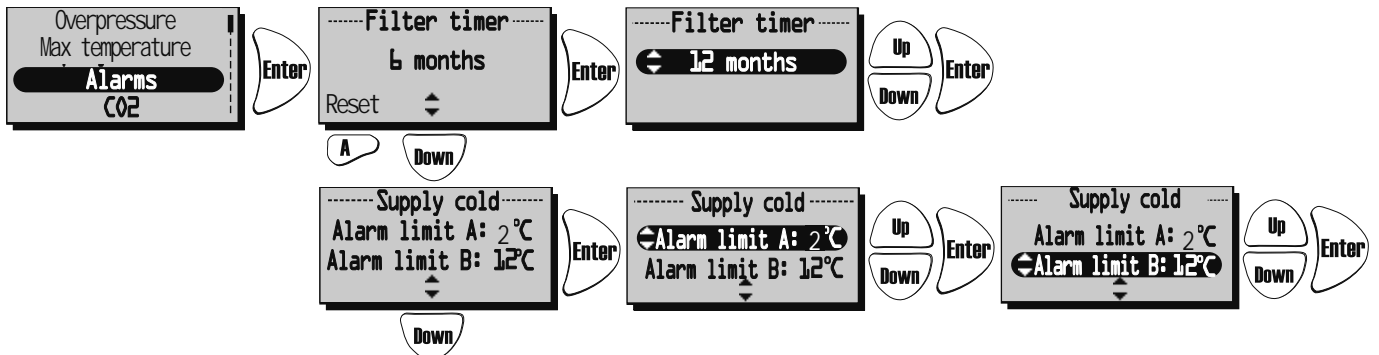 Overpressure
Max temperature
Alarms
CO2
Enter
Filter timer
6 months
Reset
Enter
Filter timer
12 months
Up
Down
Enter
A
Down
Supply cold
Alarm limit A: 2°C
Alarm limit B: 12°C
Enter
Supply cold
Alarm limit A: 2°C
Alarm limit B: 12°C
Up
Down
Enter
Supply cold
Alarm limit A: 2°C
Alarm limit B: 12°C
Up
Down
Enter
Down